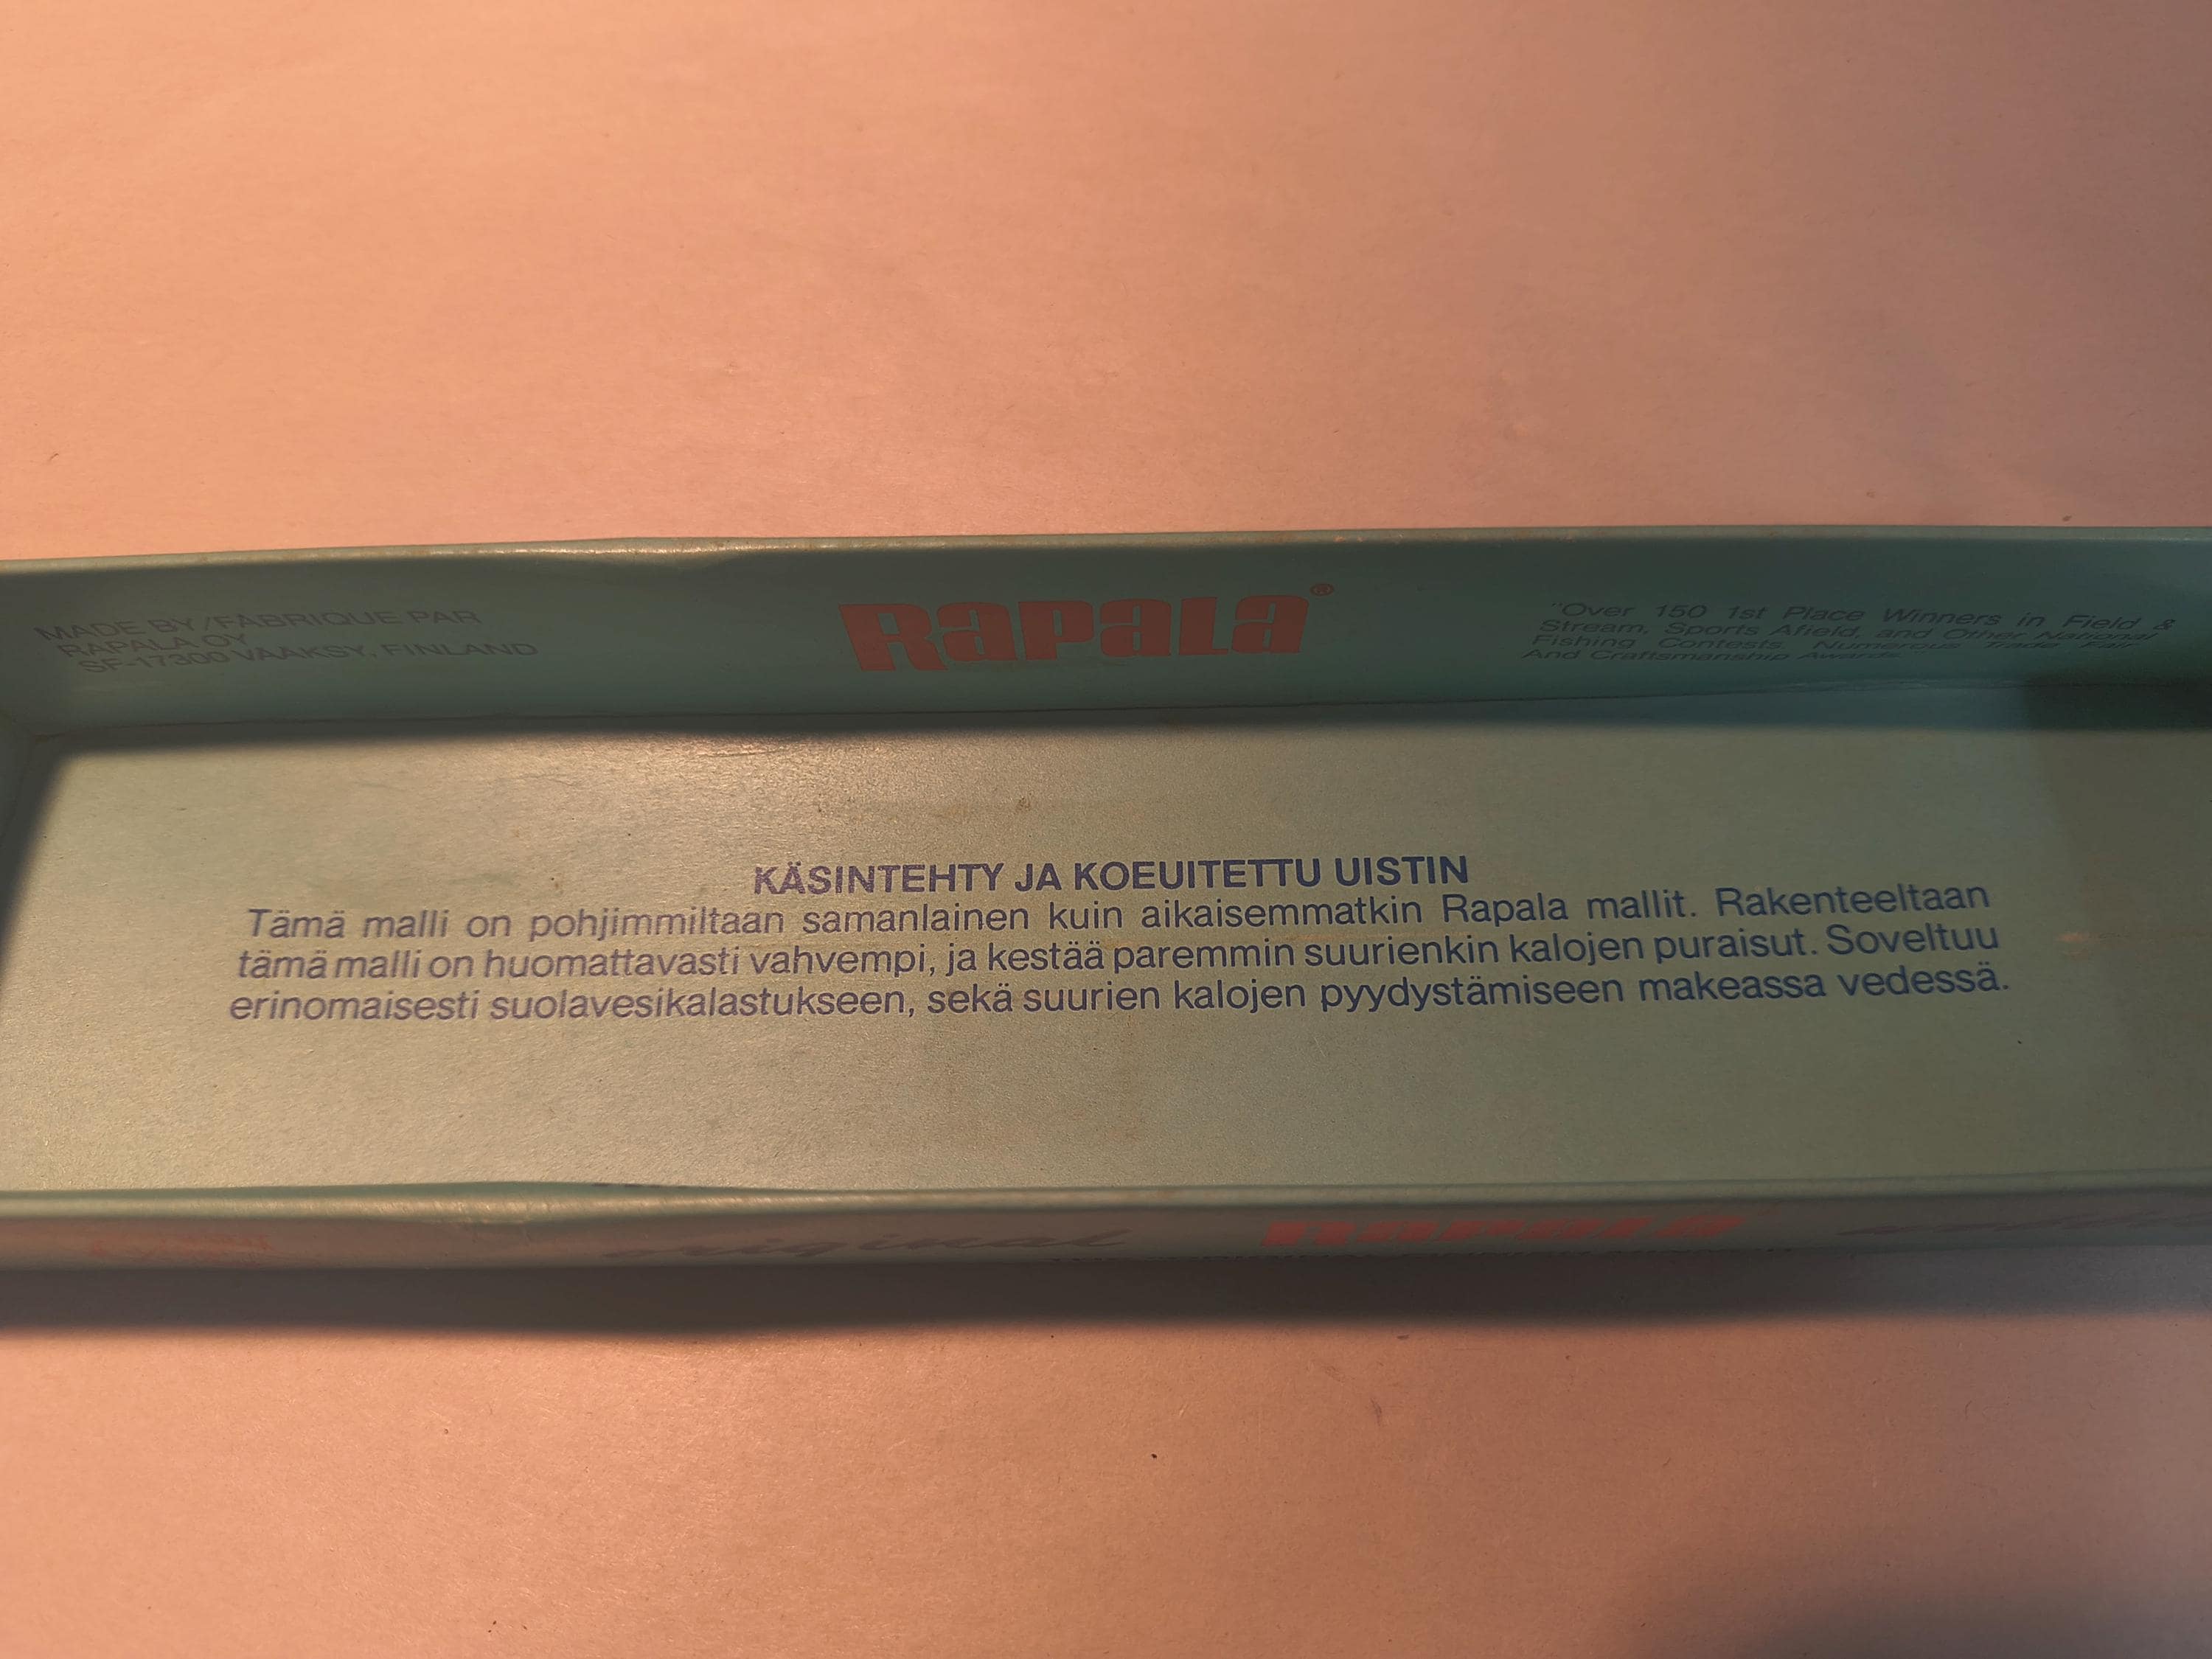 MADE BY/FABRIQUE PAR
RAPALA OY
SF-17300 VÄÄKSY, FINLAND
Rapala®
"Over 150 1st Place Winners in Field &
Stream, Sports Afield, and Other National
Fishing Contests. Numerous Trade Fair
And Craftsmanship Awards
KÄSINTEHTY JA KOEUITETTU UISTIN
Tämä malli on pohjimmiltaan samanlainen kuin aikaisemmatkin Rapala mallit. Rakenteeltaan
tämä malli on huomattavasti vahvempi, ja kestää paremmin suurienkin kalojen puraisut. Soveltuu
erinomaisesti suolavesikalastukseen, sekä suurien kalojen pyydystämiseen makeassa vedessä.
original Rapala